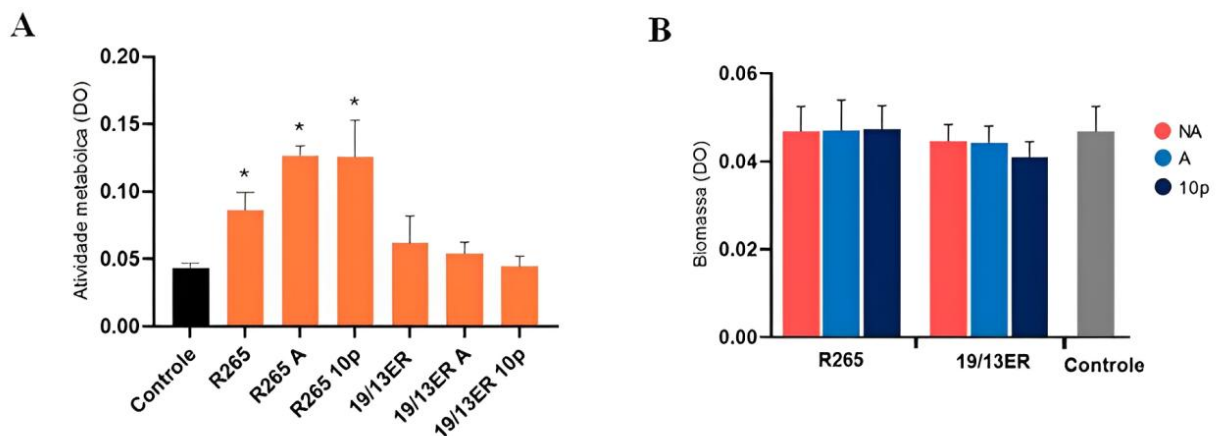 A
Atividade metabólca (DO)
0.20
0.15
0.10
0.05
0.00
*
*
*
Controle
R265
R265 A
R265 10p
19/13ER
19/13ER A
19/13ER 10p
B
Biomassa (DO)
0.06
0.04
0.02
0.00
R265
19/13ER
Controle
NA
A
10p